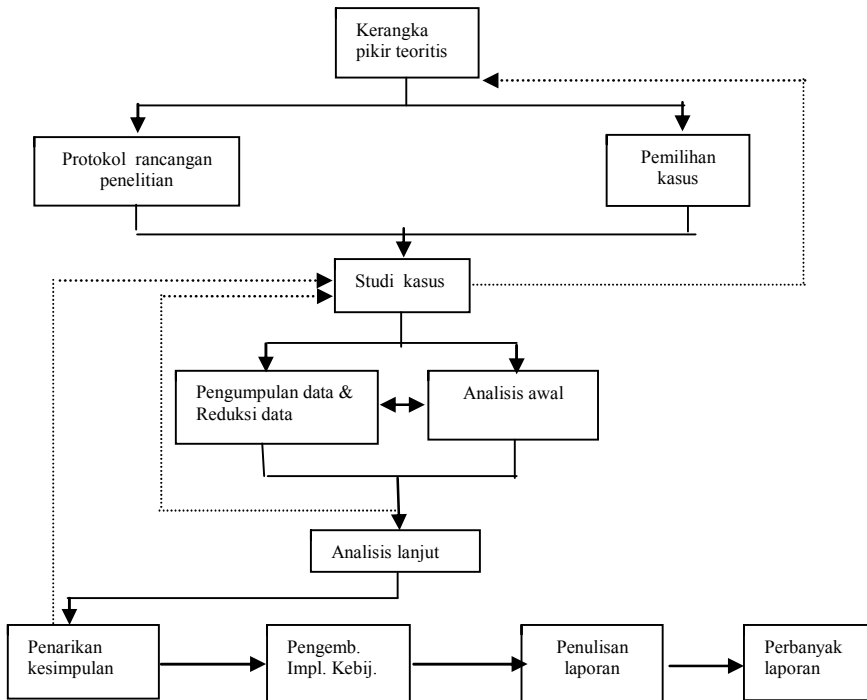 Kerangka
pikir teoritis
Protokol rancangan
penelitian
Pemilihan
kasus
Studi kasus
Pengumpulan data &
Reduksi data
Analisis awal
Analisis lanjut
Penarikan
kesimpulan
Pengemb.
Impl. Kebij.
Penulisan
laporan
Perbanyak
laporan